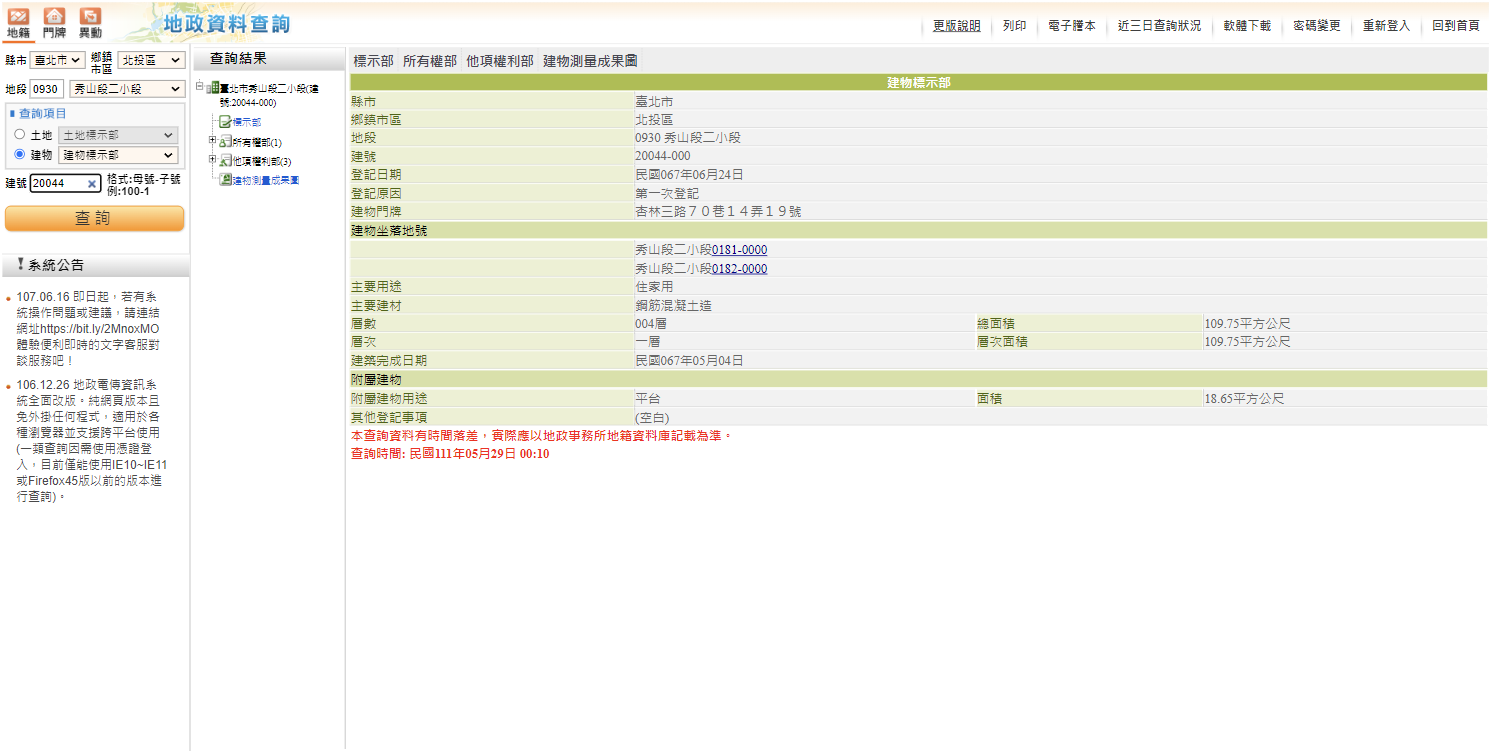 地籍 門牌 異動 地政資料查詢 更版說明 列印 電子謄本 近三日查詢狀況 軟體下載 密碼變更 重新登入 回到首頁
縣市 臺北市 鄉鎮市區 北投區
地段 0930 秀山段二小段
查詢項目
土地 土地標示部
建物 建物標示部
建號 20044 格式:母號-子號
例:100-1
查 詢
系統公告
107.06.16 即日起，若有系
統操作問題或建議，請連結
網址https://bit.ly/2MnoxMO
體驗便利即時的文字客服對
談服務吧！
106.12.26 地政電傳資訊系
統全面改版。純網頁版本且
免外掛任何程式，適用於各
種瀏覽器並支援跨平台使用
(一類查詢因需使用憑證登
入，目前僅能使用IE10~IE11
或Firefox45版以前的版本進
行查詢)。
查詢結果
臺北市秀山段二小段(建
號:20044-000)
標示部
所有權部(1)
他項權利部(3)
建物測量成果圖
標示部 所有權部 他項權利部 建物測量成果圖
建物標示部
縣市 臺北市
鄉鎮市區 北投區
地段 0930 秀山段二小段
建號 20044-000
登記日期 民國067年06月24日
登記原因 第一次登記
建物門牌 杏林三路７０巷１４弄１９號
建物坐落地號
秀山段二小段0181-0000
秀山段二小段0182-0000
主要用途 住家用
主要建材 鋼筋混凝土造
層數 004層 總面積 109.75平方公尺
層次 一層 層次面積 109.75平方公尺
建築完成日期 民國067年05月04日
附屬建物
附屬建物用途 平台 面積 18.65平方公尺
其他登記事項 (空白)
本查詢資料有時間落差，實際應以地政事務所地籍資料庫記載為準。
查詢時間: 民國111年05月29日 00:10